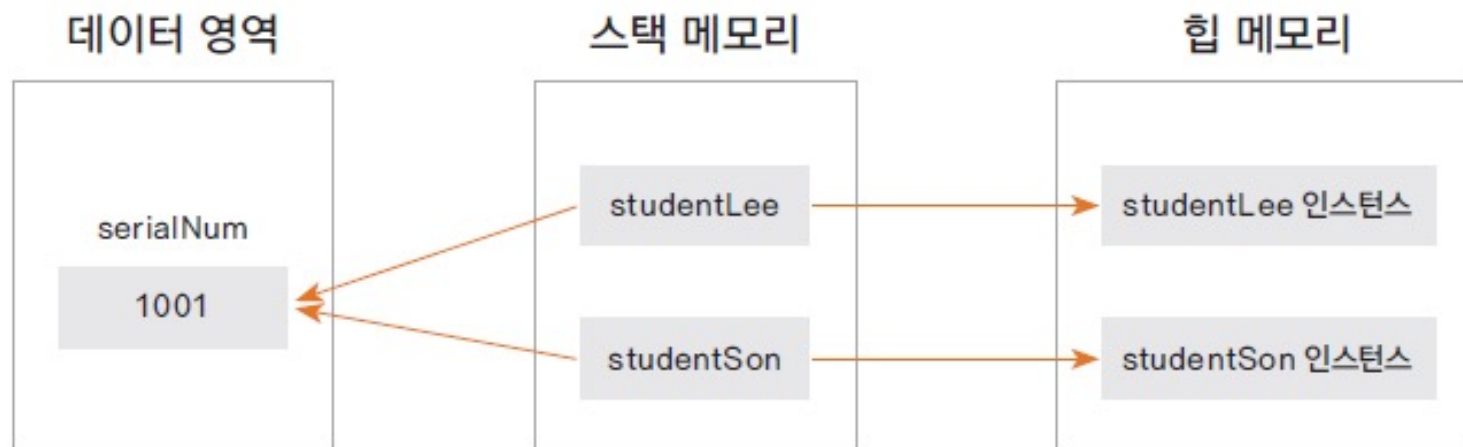 데이터 영역
스택 메모리
힙 메모리
serialNum
1001
studentLee
studentSon
studentLee 인스턴스
studentSon 인스턴스